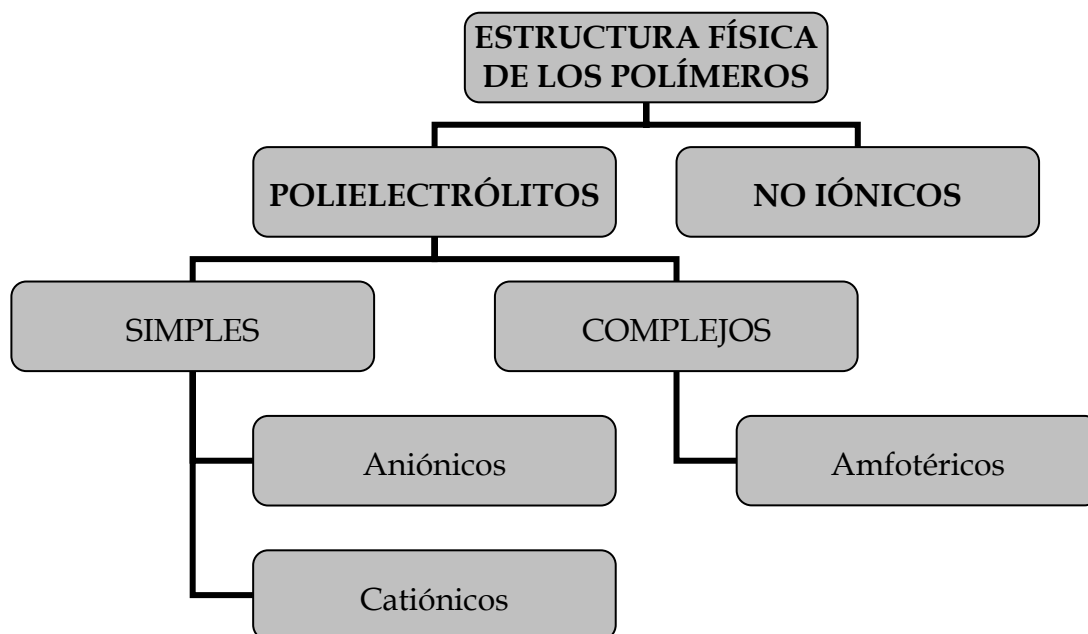 ESTRUCTURA FÍSICA
DE LOS POLÍMEROS
POLIELECTRÓLITOS
NO IÓNICOS
SIMPLES
COMPLEJOS
Aniónicos
Amfotéricos
Catiónicos